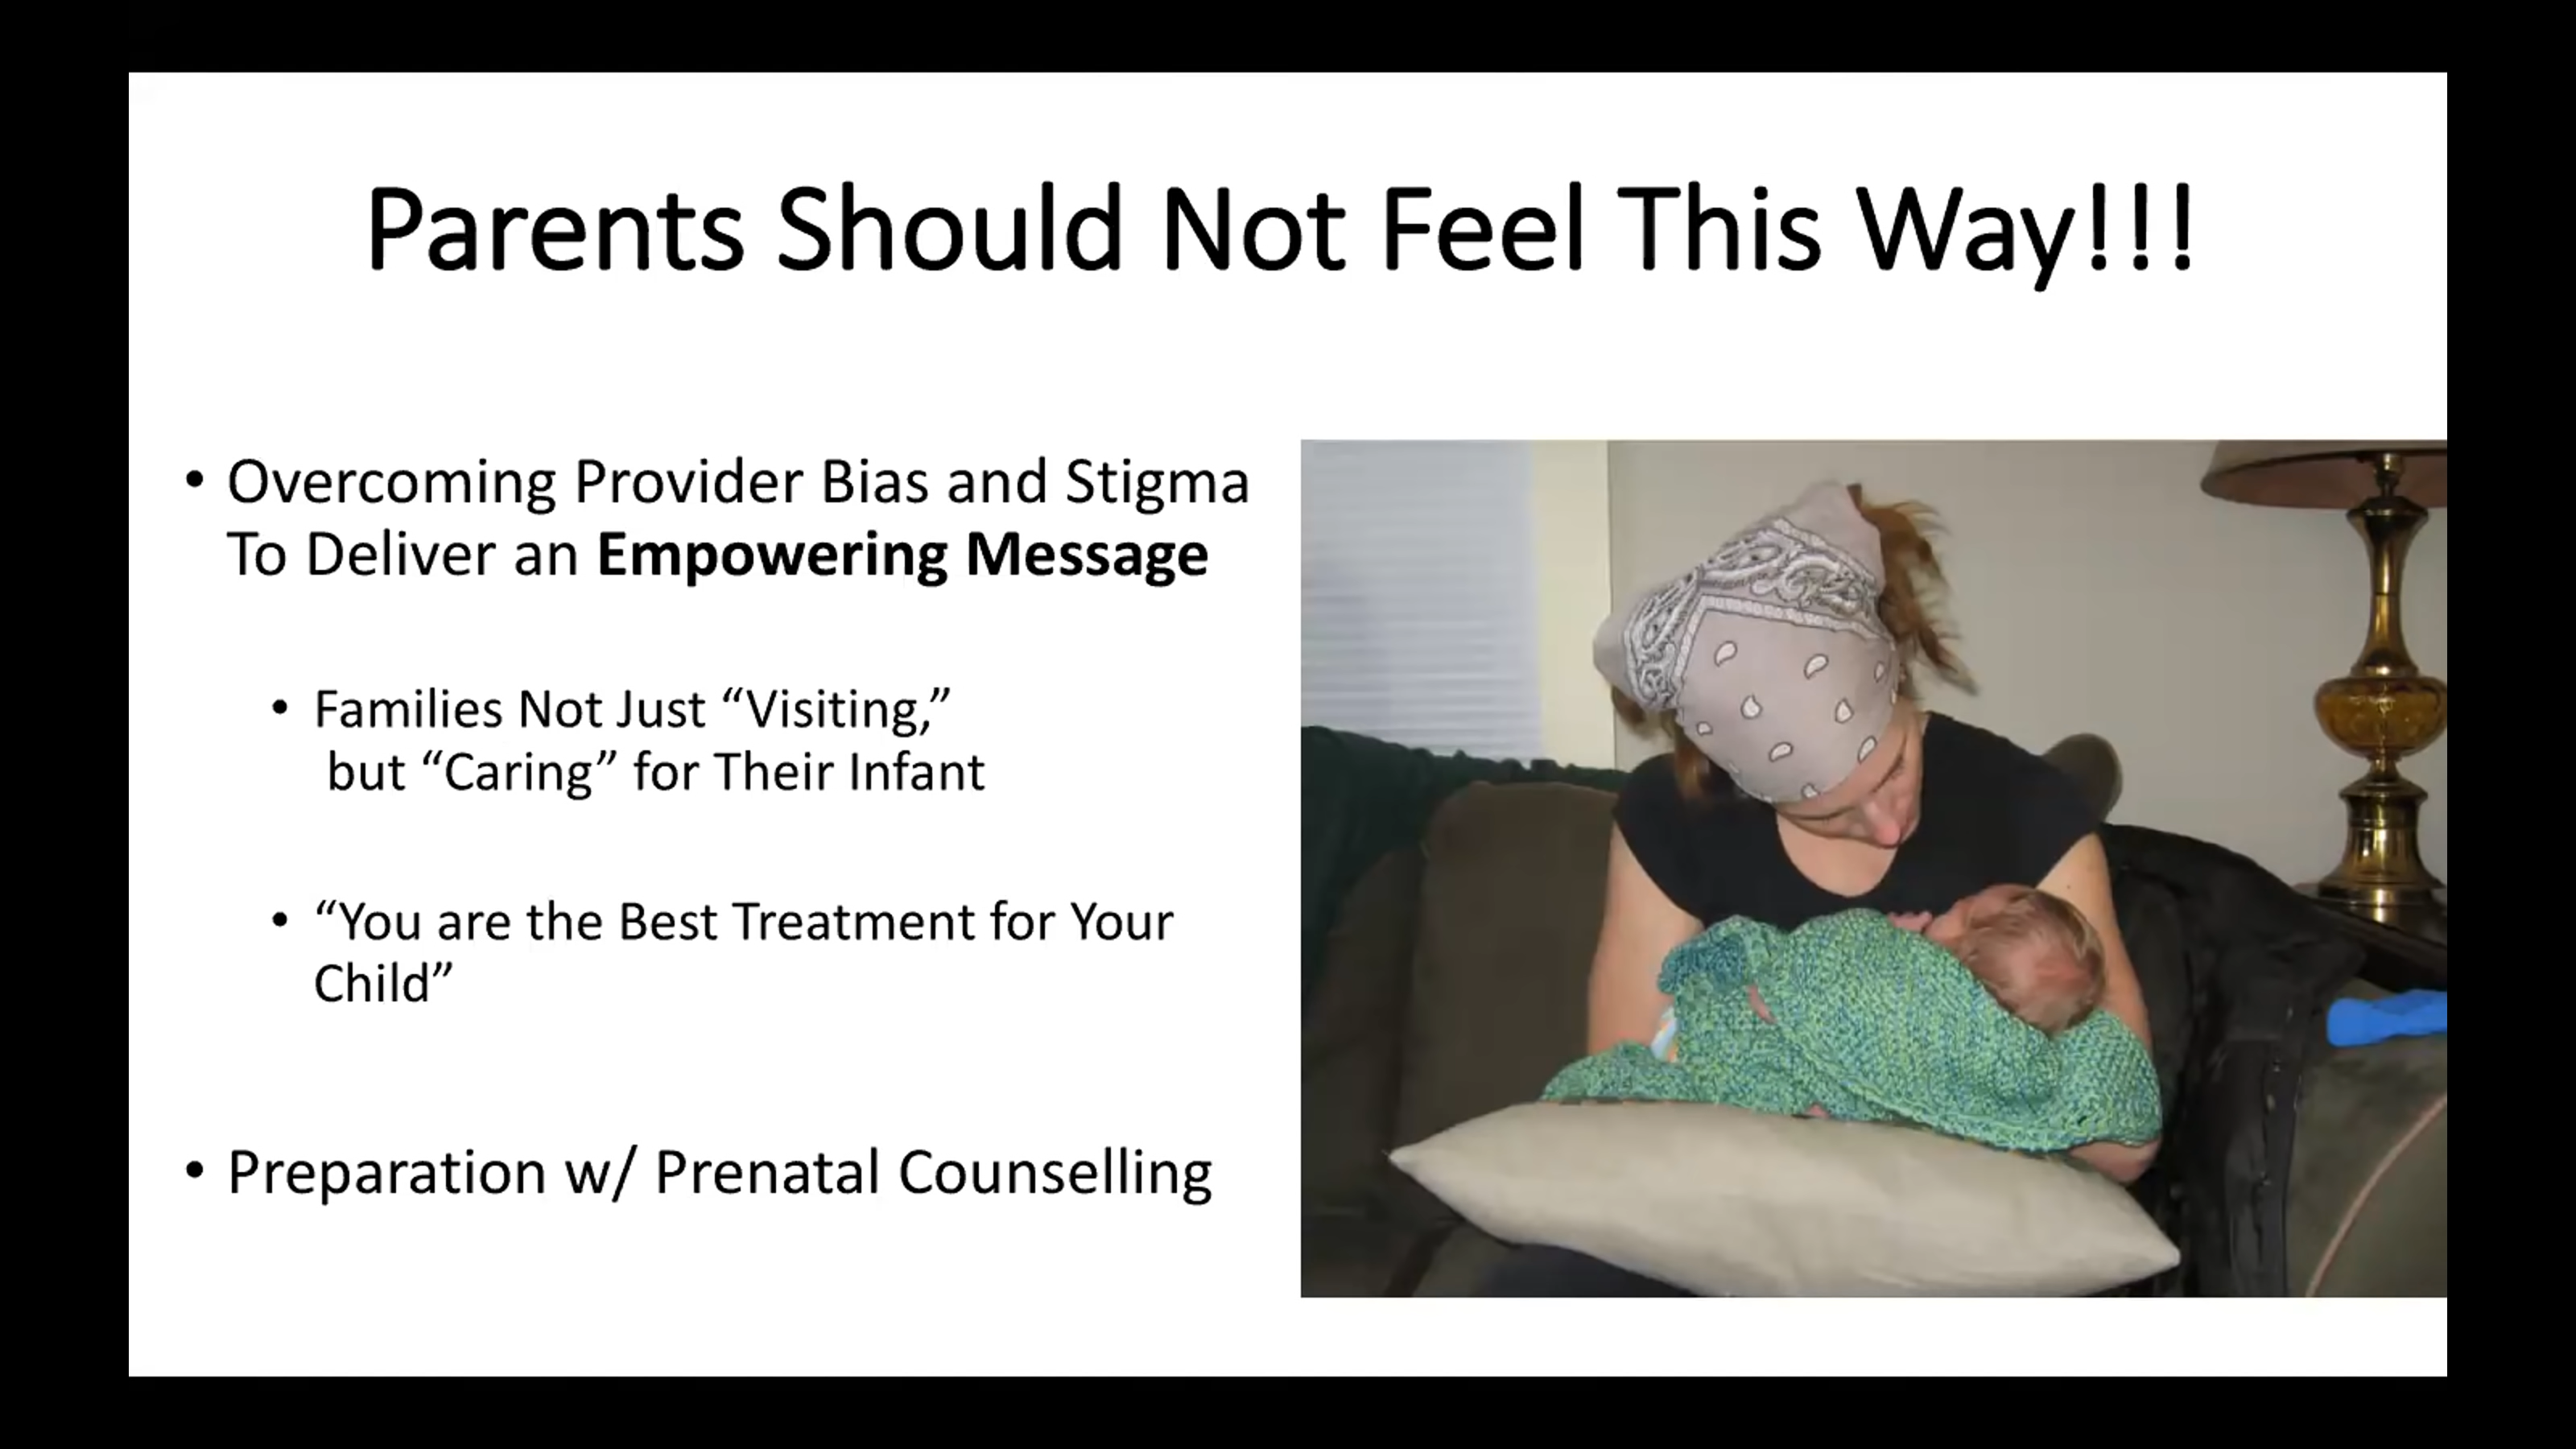 Parents Should Not Feel This Way!!!
• Overcoming Provider Bias and Stigma
To Deliver an Empowering Message
• Families Not Just “Visiting,”
but “Caring” for Their Infant
• “You are the Best Treatment for Your
Child”
• Preparation w/ Prenatal Counselling